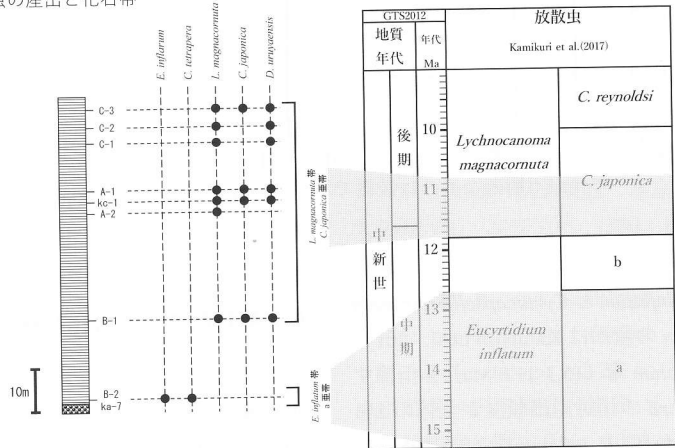 虫の産出と化石帯
E. inflatum
C. tetrapera
L. magnacornuta
C. japonica
D. uruyaensis
C-3
C-2
C-1
A-1
kc-1
A-2
B-1
B-2
ka-7
10m
L. magnacornuta 帯
C. japonica 亜帯
E. inflatum 帯
a 亜帯
GTS2012
地質
年代
年代
Ma
放散虫
Kamikuri et al.(2017)
中新世
後期
中期
10
11
12
13
14
15
Lychnocanoma
magnacornuta
Eucyrtidium
inflatum
C. reynoldsi
C. japonica
b
a